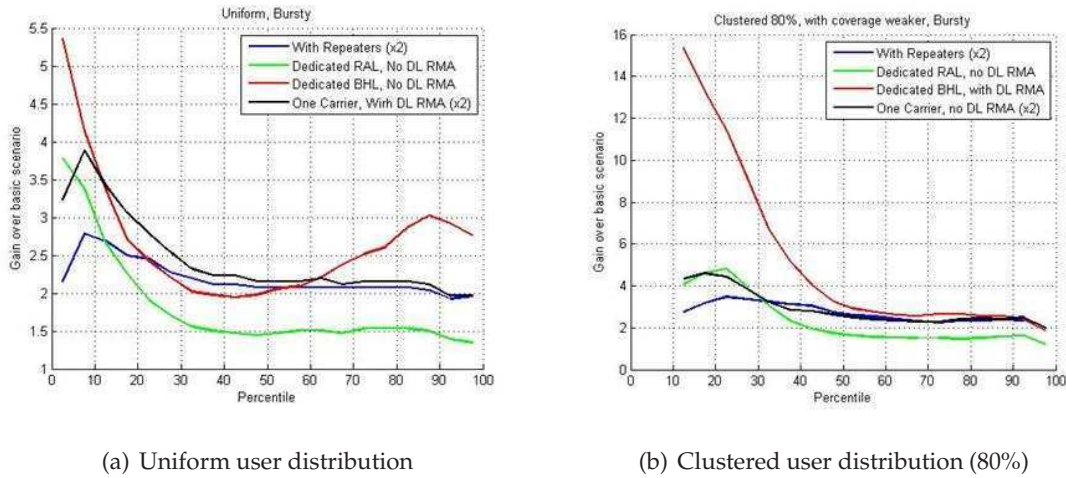 Uniform, Bursty
5.5
5
4.5
4
3.5
3
2.5
2
1.5
1
Gain over basic scenario
With Repeaters (x2)
Dedicated RAL, No DL RMA
Dedicated BHL, No DL RMA
One Carrier, Wirh DL RMA (x2)
0 10 20 30 40 50 60 70 80 90 100
Percentile
(a) Uniform user distribution
Clustered 80%, with coverage weaker, Bursty
16
14
12
10
8
6
4
2
0
Gain over basic scenario
With Repeaters (x2)
Dedicated RAL, no DL RMA
Dedicated BHL, with DL RMA
One Carrier, no DL RMA (x2)
0 10 20 30 40 50 60 70 80 90 100
Percentile
(b) Clustered user distribution (80%)